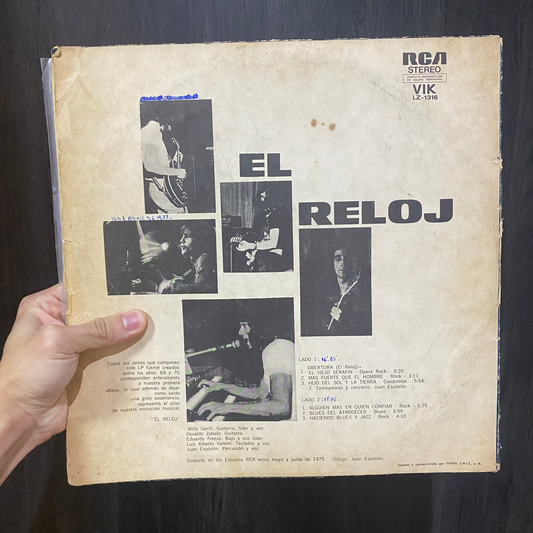 RCA
STEREO
VIK
LZ-1316
EL
RELOJ
Todos los temas que componen
este LP fueron creados
entre los años 69 y 70,
corresponden enteramente
a nuestra primera
etapa, la cual además de dejar
como saldo
una gran experiencia,
representó el pilar
de nuestra evolución musical.
"EL RELOJ"
Willy Gardi: Guitarra, líder y voz.
Osvaldo Zabala: Guitarra.
Eduardo Frezza: Bajo y voz líder.
Luis Alberto Valenti: Teclados y voz.
Juan Espósito: Percusión y voz.
Grabado en los Estudios RCA entre mayo y julio de 1975. Dibujo: Juan Espósito.
LADO 1:
OBERTURA (El Reloj)
1. EL VIEJO SERAFIN - Opera Rock - 8:20
2. MAS FUERTE QUE EL HOMBRE - Rock - 3:11
3. HIJO DEL SOL Y LA TIERRA - Candombe - 5:54
3. Tumbadoras y cencerro: Juan Espósito.
LADO 2:
1. ALGUIEN MAS EN QUIEN CONFIAR - Rock - 5:25
2. BLUES DEL ATARDECER - Blues - 8:55
3. HACIENDO BLUES Y JAZZ - Rock - 4:10